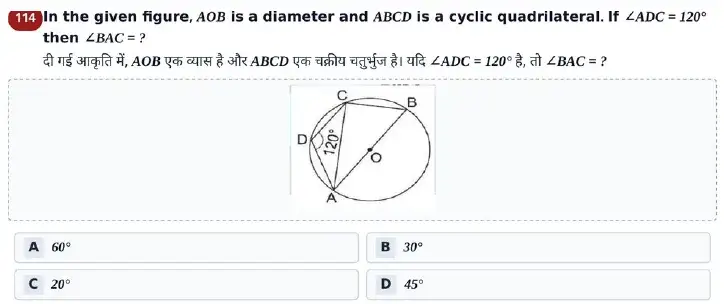 114 In the given figure, AOB is a diameter and ABCD is a cyclic quadrilateral. If ∠ADC = 120°
then ∠BAC = ?
दी गई आकृति में, AOB एक व्यास है और ABCD एक चक्रीय चतुर्भुज है। यदि ∠ADC = 120° है, तो ∠BAC = ?
C
B
D
120°
O
A
A 60°
B 30°
C 20°
D 45°